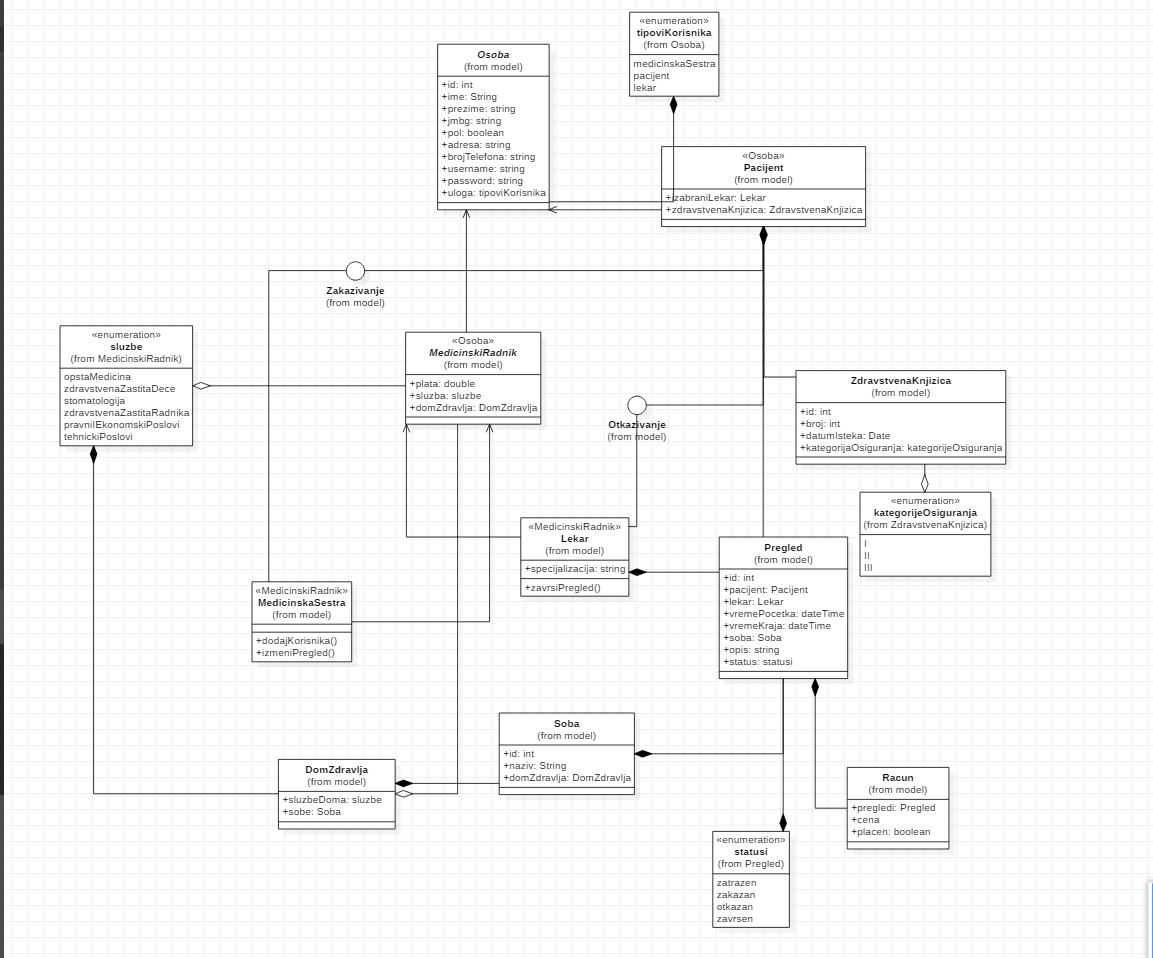 «enumeration»
tipoviKorisnika
(from Osoba)
medicinskaSestra
pacijent
lekar
Osoba
(from model)
+id: int
+ime: String
+prezime: string
+jmbg: string
+pol: boolean
+adresa: string
+brojTelefona: string
+username: string
+password: string
+uloga: tipoviKorisnika
«Osoba»
Pacijent
(from model)
+izabraniLekar: Lekar
+zdravstvenaKnjizica: ZdravstvenaKnjizica
Zakazivanje
(from model)
«enumeration»
sluzbe
(from MedicinskiRadnik)
opstaMedicina
zdravstvenaZastitaDece
stomatologija
zdravstvenaZastitaRadnika
pravniIEkonomskiPoslovi
tehnickiPoslovi
«Osoba»
MedicinskiRadnik
(from model)
+plata: double
+sluzba: sluzbe
+domZdravlja: DomZdravlja
Otkazivanje
(from model)
ZdravstvenaKnjizica
(from model)
+id: int
+broj: int
+datumIsteka: Date
+kategorijaOsiguranja: kategorijeOsiguranja
«enumeration»
kategorijeOsiguranja
(from ZdravstvenaKnjizica)
I
II
III
«MedicinskiRadnik»
Lekar
(from model)
+specijalizacija: string
+zavrsiPregled()
Pregled
(from model)
+id: int
+pacijent: Pacijent
+lekar: Lekar
+vremePocetka: dateTime
+vremeKraja: dateTime
+soba: Soba
+opis: string
+status: statusi
«MedicinskiRadnik»
MedicinskaSestra
(from model)
+dodajKorisnika()
+izmeniPregled()
Soba
(from model)
+id: int
+naziv: String
+domZdravlja: DomZdravlja
DomZdravlja
(from model)
+sluzbeDoma: sluzbe
+sobe: Soba
Racun
(from model)
+pregledi: Pregled
+cena
+placen: boolean
«enumeration»
statusi
(from Pregled)
zatrazen
zakazan
otkazan
zavrsen